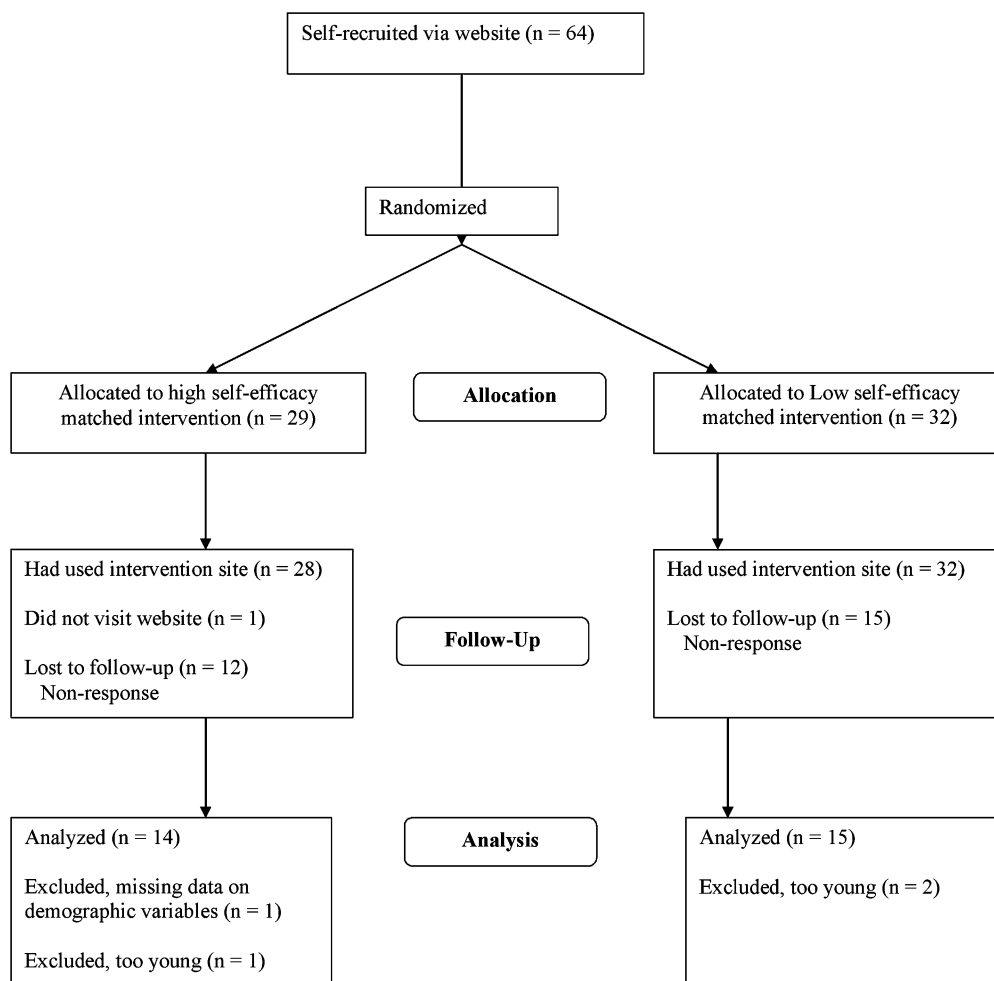 Self-recruited via website (n = 64)
Randomized
Allocated to high self-efficacy
matched intervention (n = 29)
Allocation
Allocated to Low self-efficacy
matched intervention (n = 32)
Had used intervention site (n = 28)
Did not visit website (n = 1)
Lost to follow-up (n = 12)
Non-response
Follow-Up
Had used intervention site (n = 32)
Lost to follow-up (n = 15)
Non-response
Analyzed (n = 14)
Excluded, missing data on
demographic variables (n = 1)
Excluded, too young (n = 1)
Analysis
Analyzed (n = 15)
Excluded, too young (n = 2)